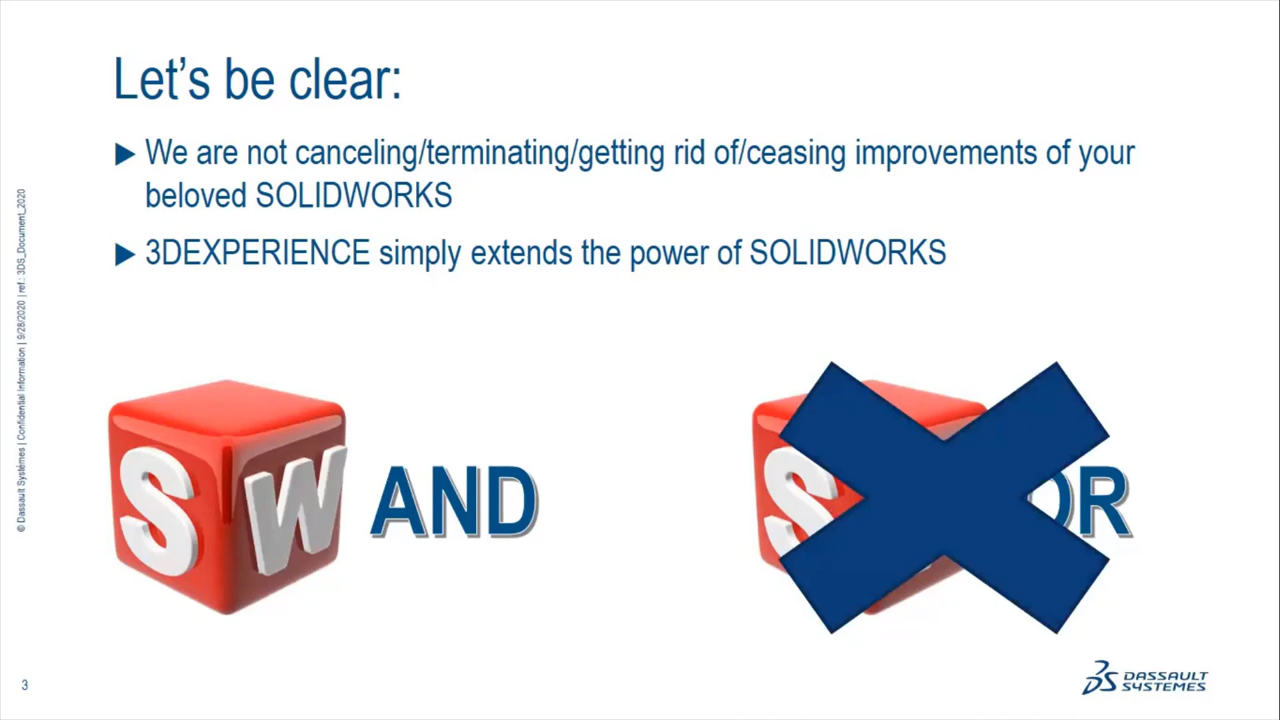 Let's be clear:
We are not canceling/terminating/getting rid of/ceasing improvements of your
beloved SOLIDWORKS
3DEXPERIENCE simply extends the power of SOLIDWORKS
SW AND
S OR
© Dassault Systèmes | Confidential Information | 9/28/2020 | ref.: 3DS_Document_2020
3
3DS DASSAULT
SYSTEMES